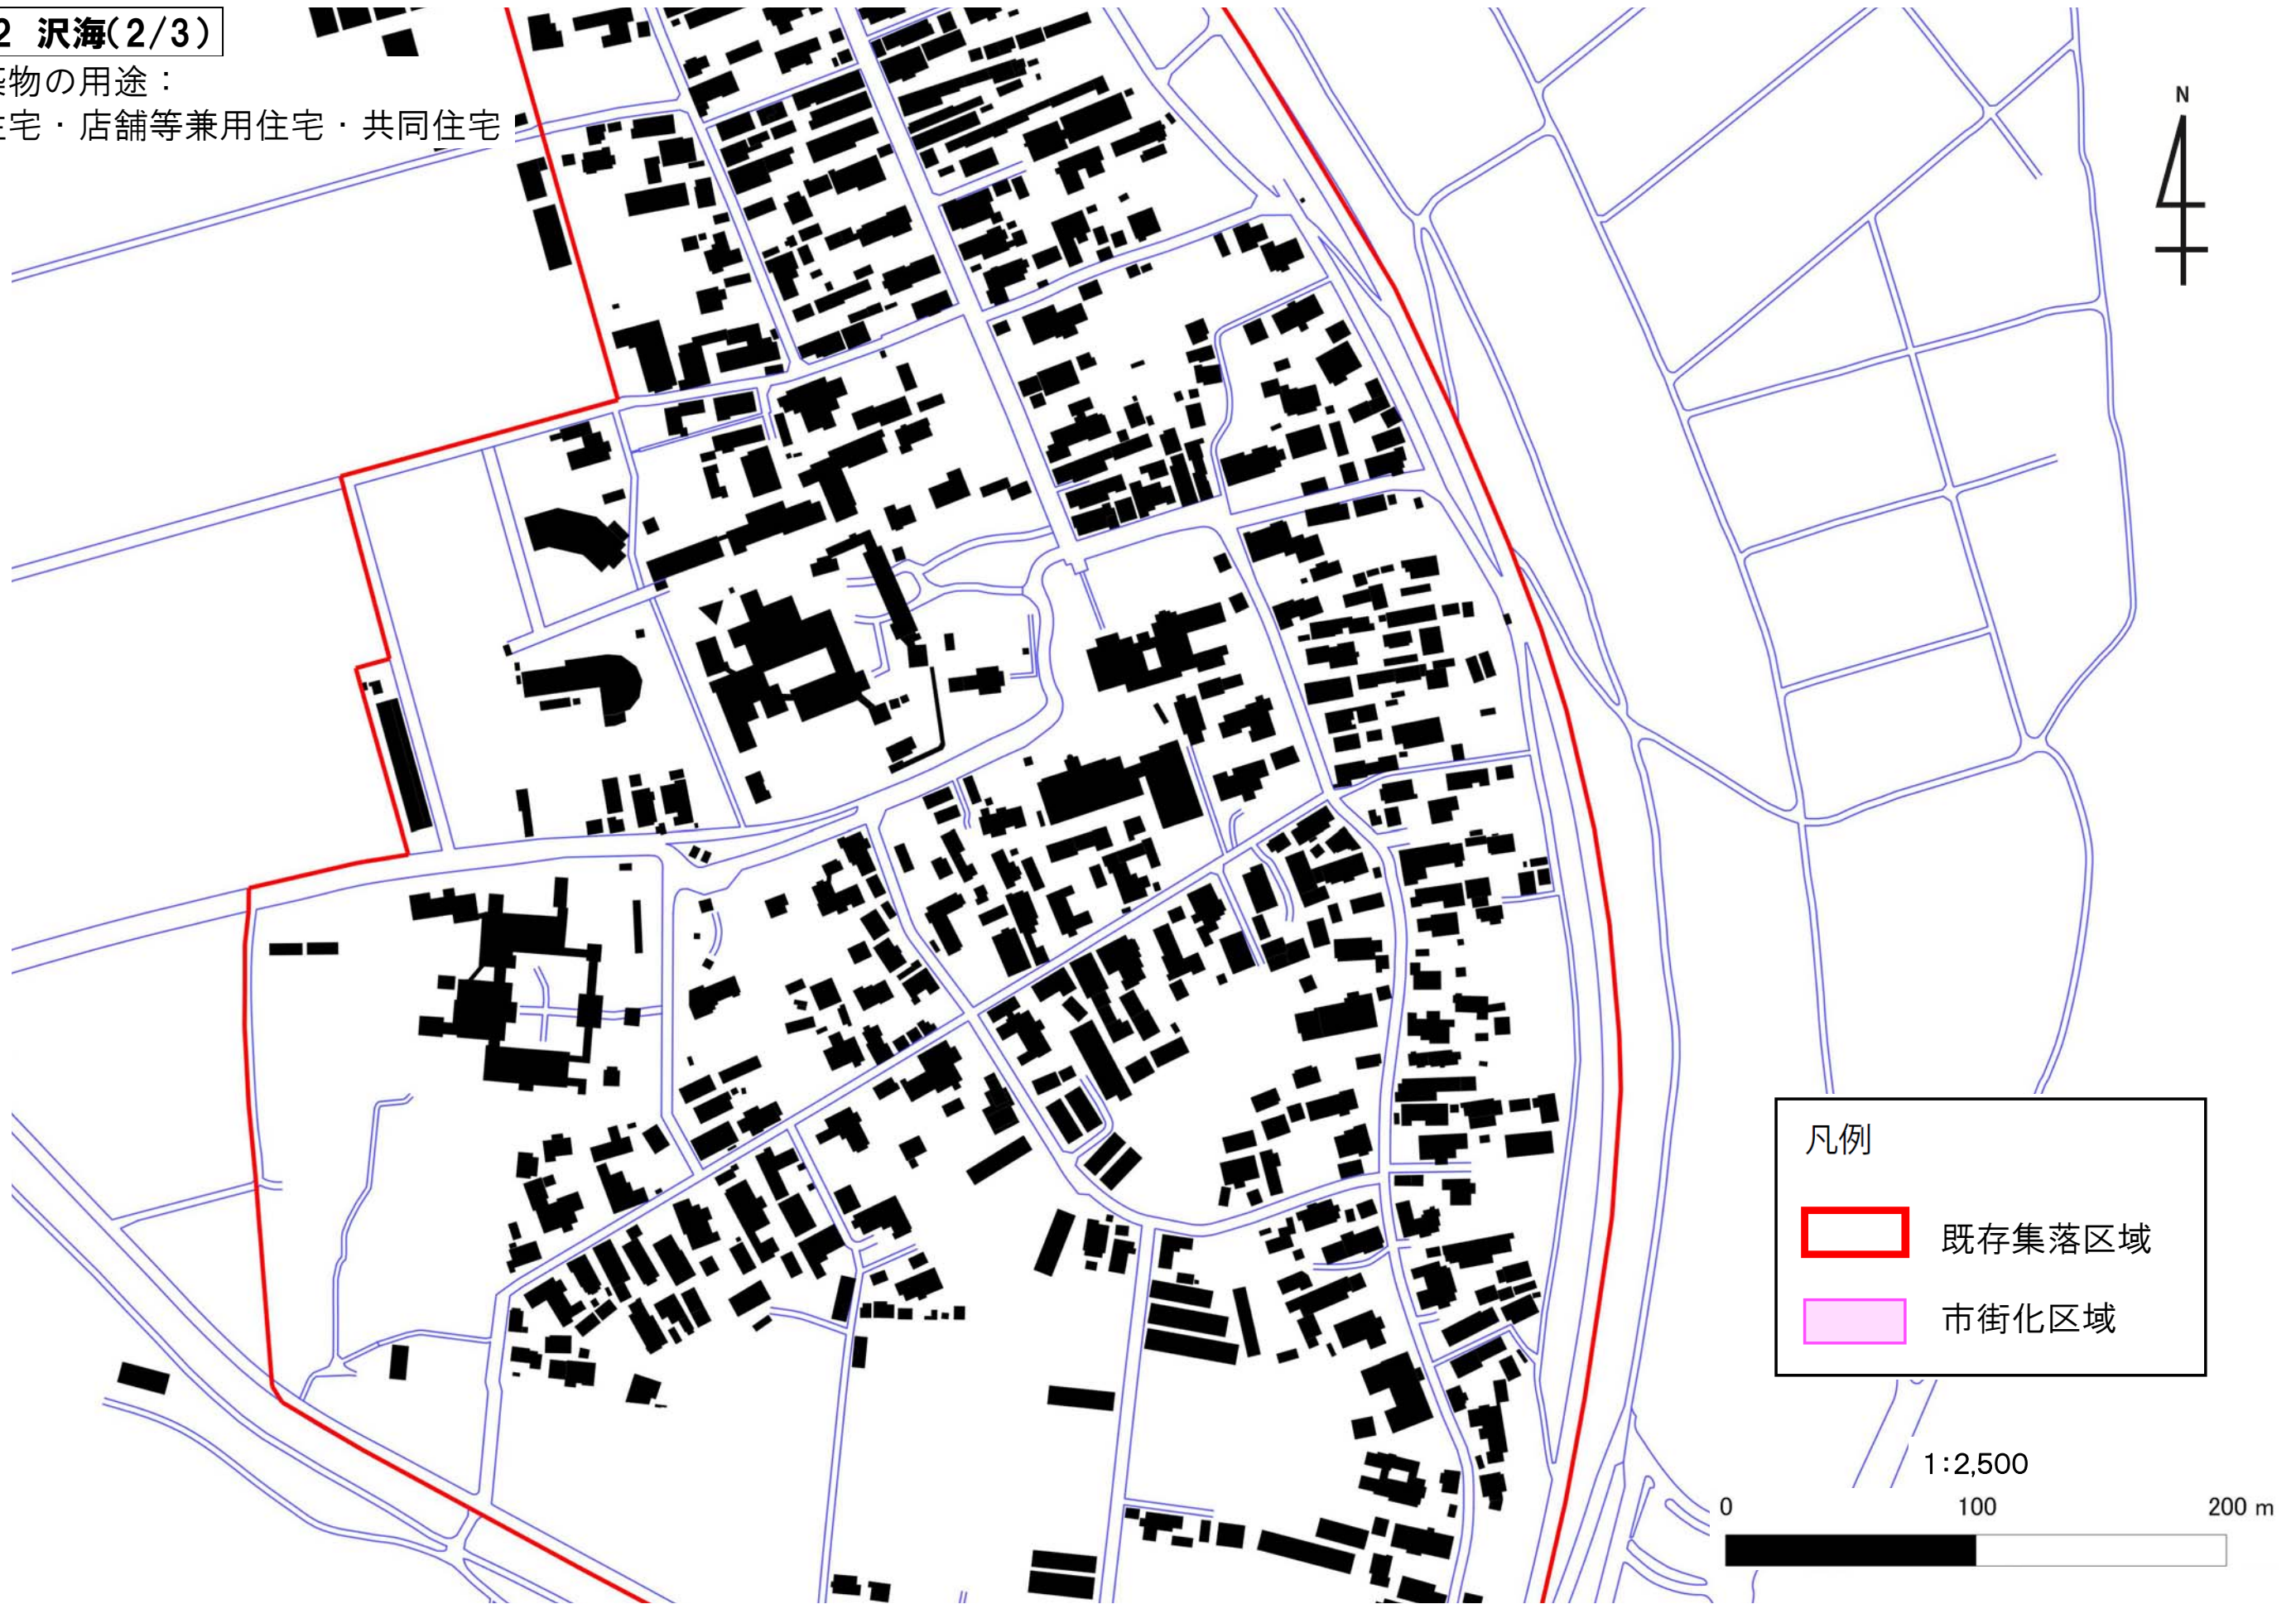 2 沢海(2/3)
築物の用途：
住宅・店舗等兼用住宅・共同住宅
N
凡例
既存集落区域
市街化区域
1:2,500
0 100 200 m